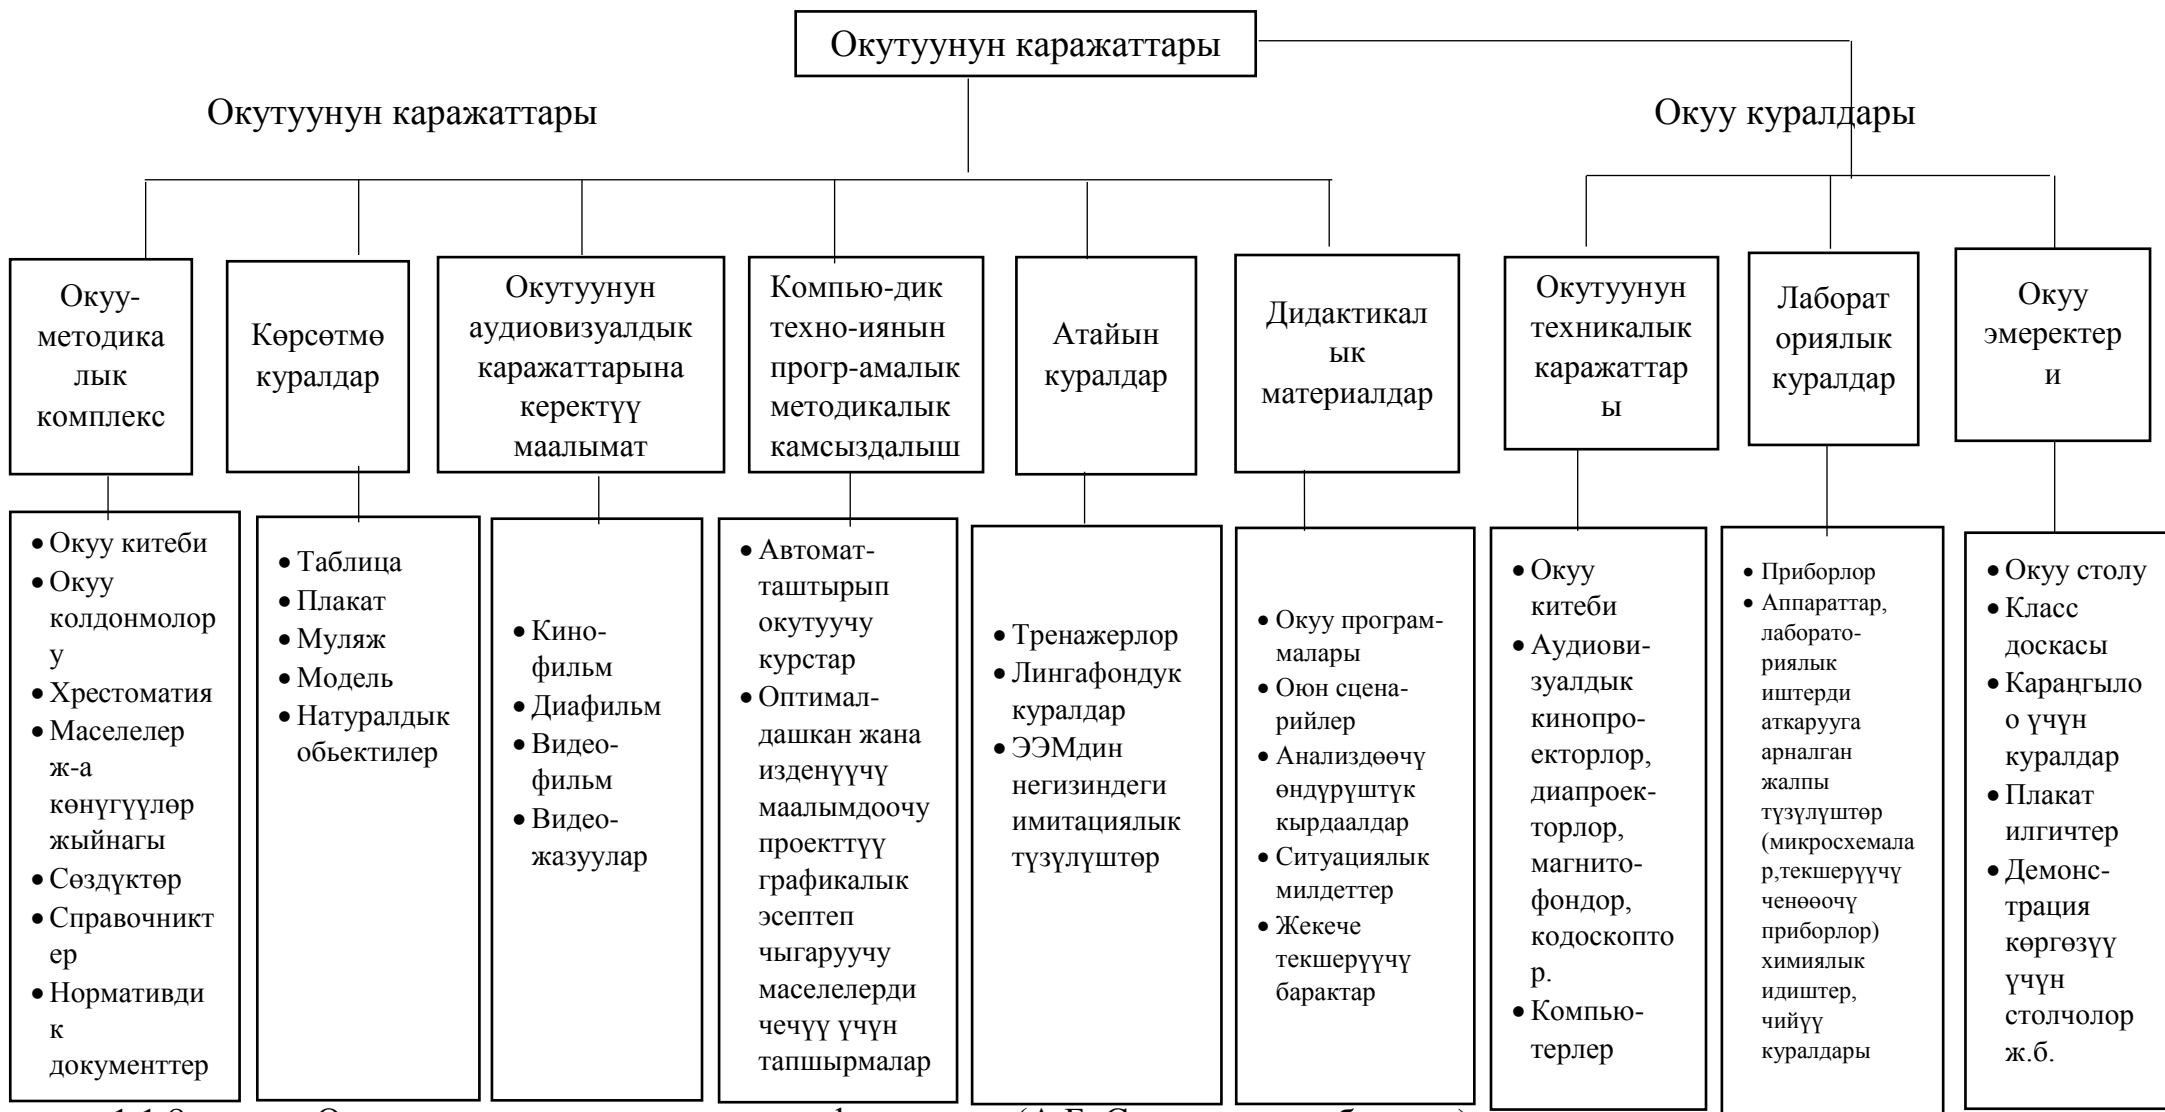 Окутуунун каражаттары
Окутуунун каражаттары
Окуу куралдары
Окуу-
методика
лык
комплекс
Көрсөтмө
куралдар
Окутуунун
аудиовизуалдык
каражаттарына
керектүү
маалымат
Компью-дик
техно-иянын
прогр-амалык
методикалык
камсыздалыш
Атайын
куралдар
Дидактикал
ык
материалдар
Окутуунун
техникалык
каражаттар
ы
Лаборат
ориялык
куралдар
Окуу
эмеректер
и
• Окуу китеби
• Окуу
колдонмолор
у
• Хрестоматия
• Маселелер
ж-а
көнүгүүлөр
жыйнагы
• Сөздүктөр
• Справочникт
ер
• Нормативди
к
документтер
• Таблица
• Плакат
• Муляж
• Модель
• Натуралдык
обьектилер
• Кино-
фильм
• Диафильм
• Видео-
фильм
• Видео-
жазуулар
• Автомат-
таштырып
окутуучу
курстар
• Оптимал-
дашкан жана
изденүүчү
маалымдоочу
проекттүү
графикалык
эсептеп
чыгаруучу
маселелерди
чечүү үчүн
тапшырмалар
• Тренажерлор
• Лингафондук
куралдар
• ЭЭМдин
негизиндеги
имитациялык
түзүлүштөр
• Окуу програм-
малары
• Оюн сцена-
рийлер
• Анализдөөчү
өндүрүштүк
кырдаалдар
• Ситуациялык
милдеттер
• Жекече
текшерүүчү
барактар
• Окуу
китеби
• Аудиови-
зуалдык
кинопро-
екторлор,
диапроек-
торлор,
магнито-
фондор,
кодоскопто
р.
• Компью-
терлер
• Приборлор
• Аппараттар,
лаборато-
риялык
иштерди
аткарууга
арналган
жалпы
түзүлүштөр
(микросхемала
р,текшерүүчү
ченөөочү
приборлор)
химиялык
идиштер,
чийүү
куралдары
• Окуу столу
• Класс
доскасы
• Караңгыло
о үчүн
куралдар
• Плакат
илгичтер
• Демонс-
трация
көргөзүү
үчүн
столчолор
ж.б.